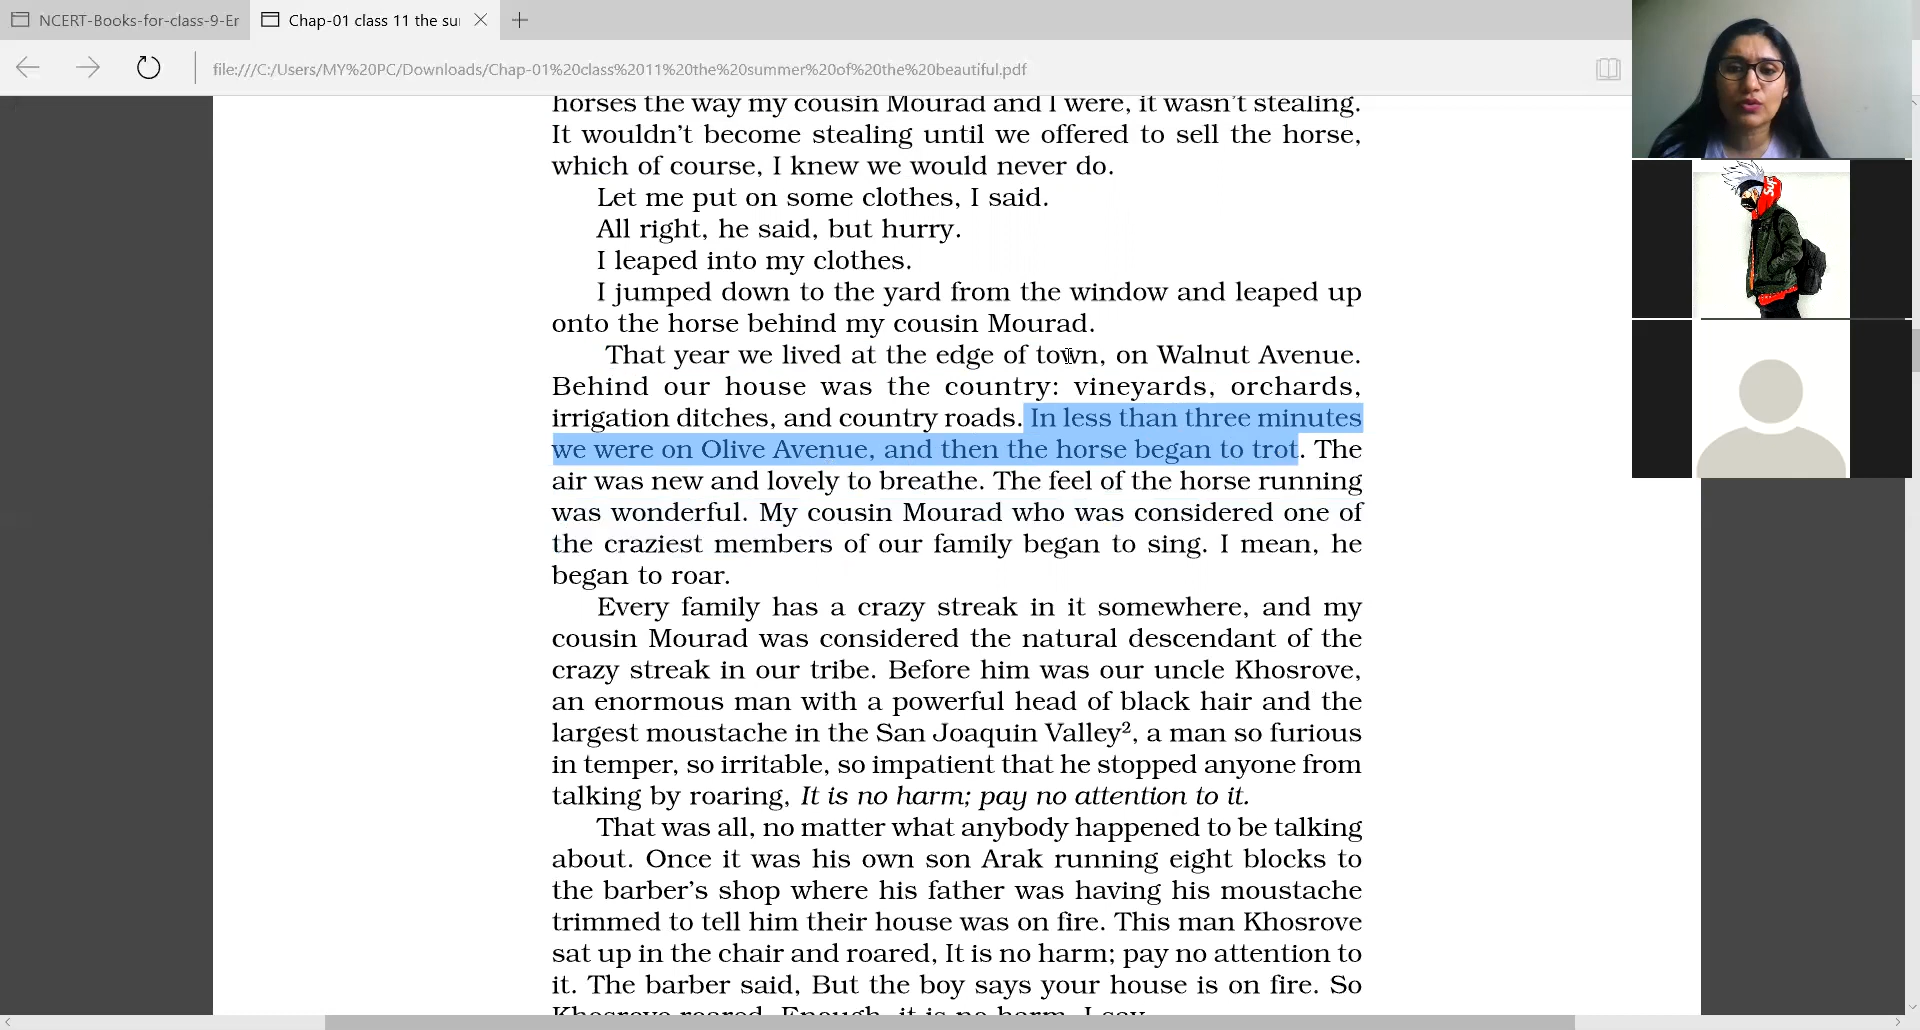 NCERT-Books-for-class-9-Er
Chap-01 class 11 the su
file:///C:/Users/MY%20PC/Downloads/Chap-01%20class%2011%20the%20summer%20of%20the%20beautiful.pdf
horses the way my cousin Mourad and I were, it wasn't stealing.
It wouldn't become stealing until we offered to sell the horse,
which of course, I knew we would never do.
Let me put on some clothes, I said.
All right, he said, but hurry.
I leaped into my clothes.
I jumped down to the yard from the window and leaped up
onto the horse behind my cousin Mourad.
That year we lived at the edge of town, on Walnut Avenue.
Behind our house was the country: vineyards, orchards,
irrigation ditches, and country roads. In less than three minutes
we were on Olive Avenue, and then the horse began to trot. The
air was new and lovely to breathe. The feel of the horse running
was wonderful. My cousin Mourad who was considered one of
the craziest members of our family began to sing. I mean, he
began to roar.
Every family has a crazy streak in it somewhere, and my
cousin Mourad was considered the natural descendant of the
crazy streak in our tribe. Before him was our uncle Khosrove,
an enormous man with a powerful head of black hair and the
largest moustache in the San Joaquin Valley², a man so furious
in temper, so irritable, so impatient that he stopped anyone from
talking by roaring, It is no harm; pay no attention to it.
That was all, no matter what anybody happened to be talking
about. Once it was his own son Arak running eight blocks to
the barber's shop where his father was having his moustache
trimmed to tell him their house was on fire. This man Khosrove
sat up in the chair and roared, It is no harm; pay no attention to
it. The barber said, But the boy says your house is on fire. So
Khosrove roared, Enough, it is no harm, I say.